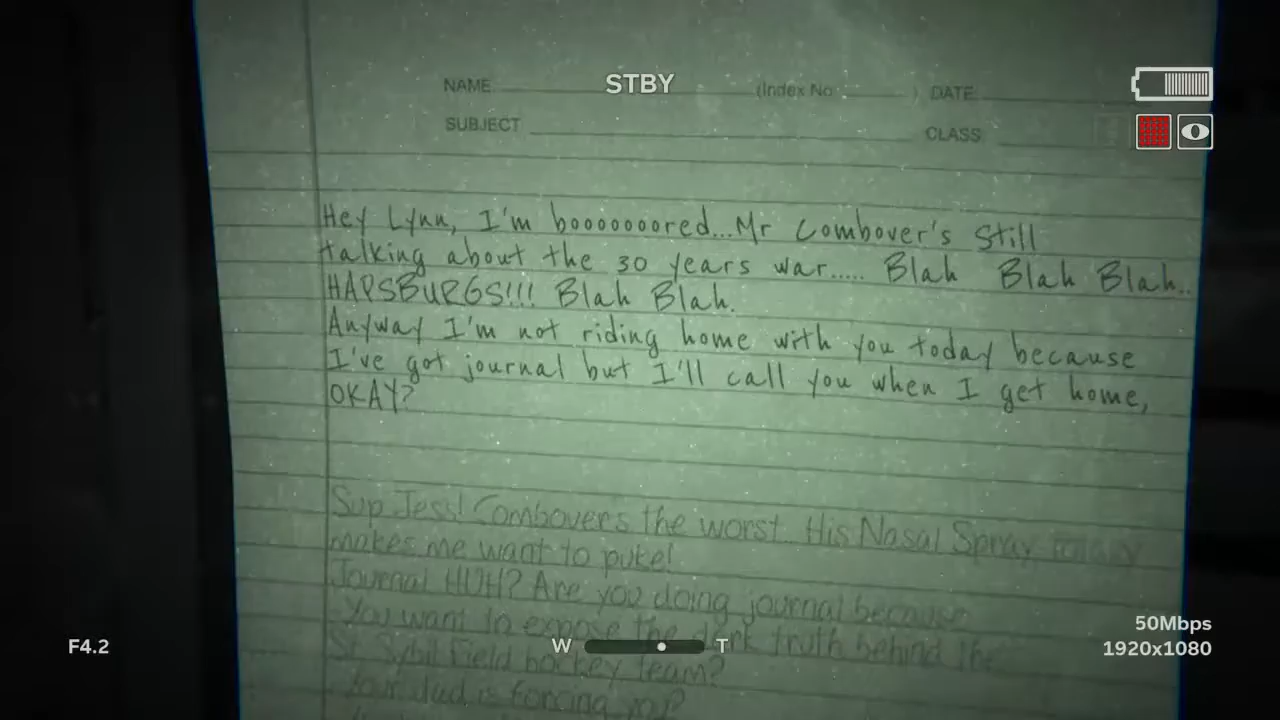 STBY
NAME (Index No ) DATE
SUBJECT CLASS
Hey Lynn, I'm boooooored...Mr Combover's Still
talking about the 30 years war..... Blah Blah Blah..
HAPSBURGS!!! Blah Blah.
Anyway I'm not riding home with you today because
I've got journal but I'll call you when I get home,
OKAY?
Sup Jess! Combovers the worst. His Nasal Spray totally
makes me want to puke!
Journal HUH? Are you doing journal because
You want to expose the dark truth behind the
St. Sybil field hockey team?
Your dad is forcing you?
F4.2
W T
50Mbps
1920x1080